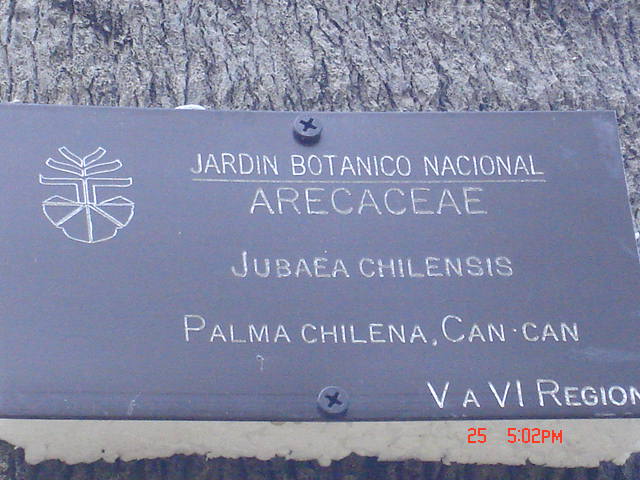 JARDIN BOTANICO NACIONAL
ARECACEAE
JUBAEA CHILENSIS
PALMA CHILENA, CAN-CAN
V A VI REGION
25 5:02PM